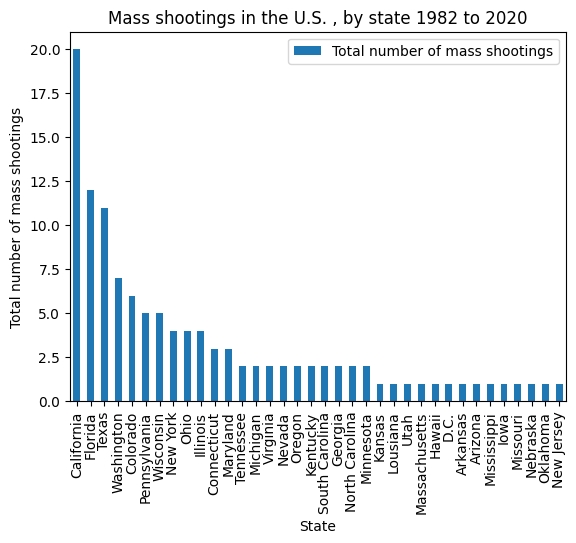 Mass shootings in the U.S. , by state 1982 to 2020
Total number of mass shootings
Total number of mass shootings
20.0
17.5
15.0
12.5
10.0
7.5
5.0
2.5
0.0
California
Florida
Texas
Washington
Colorado
Pennsylvania
Wisconsin
New York
Ohio
Illinois
Connecticut
Maryland
Tennessee
Michigan
Virginia
Nevada
Oregon
Kentucky
South Carolina
Georgia
North Carolina
Minnesota
Kansas
Lousiana
Utah
Massachusetts
Hawaii
D.C.
Arkansas
Arizona
Mississippi
Iowa
Missouri
Nebraska
Oklahoma
New Jersey
State